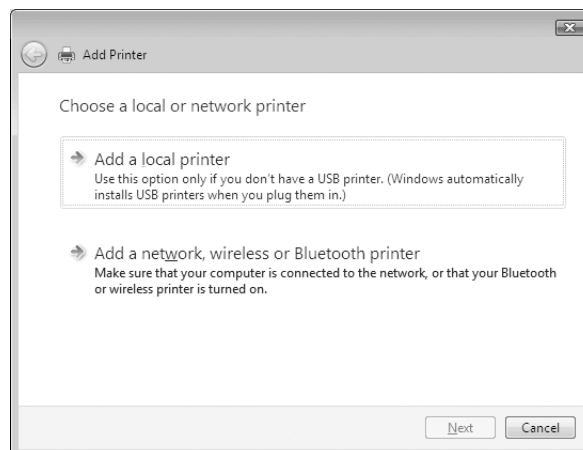 Add Printer
Choose a local or network printer
Add a local printer
Use this option only if you don't have a USB printer. (Windows automatically
installs USB printers when you plug them in.)
Add a network, wireless or Bluetooth printer
Make sure that your computer is connected to the network, or that your Bluetooth
or wireless printer is turned on.
Next Cancel